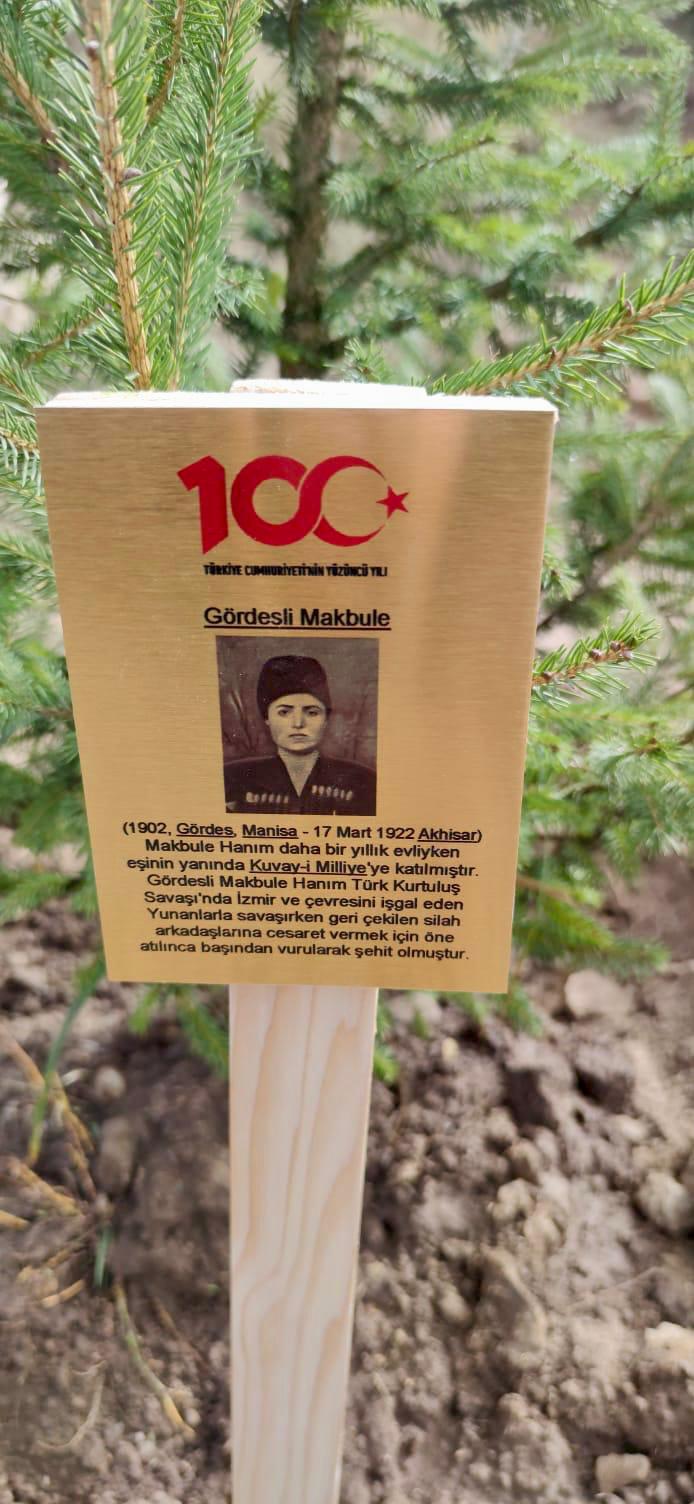 100
TÜRKİYE CUMHURİYETİ'NİN YÜZÜNCÜ YILI
Gördesli Makbule
(1902, Gördes, Manisa - 17 Mart 1922 Akhisar)
Makbule Hanım daha bir yıllık evliyken
eşinin yanında Kuvay-i Milliye'ye katılmıştır.
Gördesli Makbule Hanım Türk Kurtuluş
Savaşı'nda İzmir ve çevresini işgal eden
Yunanlarla savaşırken geri çekilen silah
arkadaşlarına cesaret vermek için öne
atılınca başından vurularak şehit olmuştur.